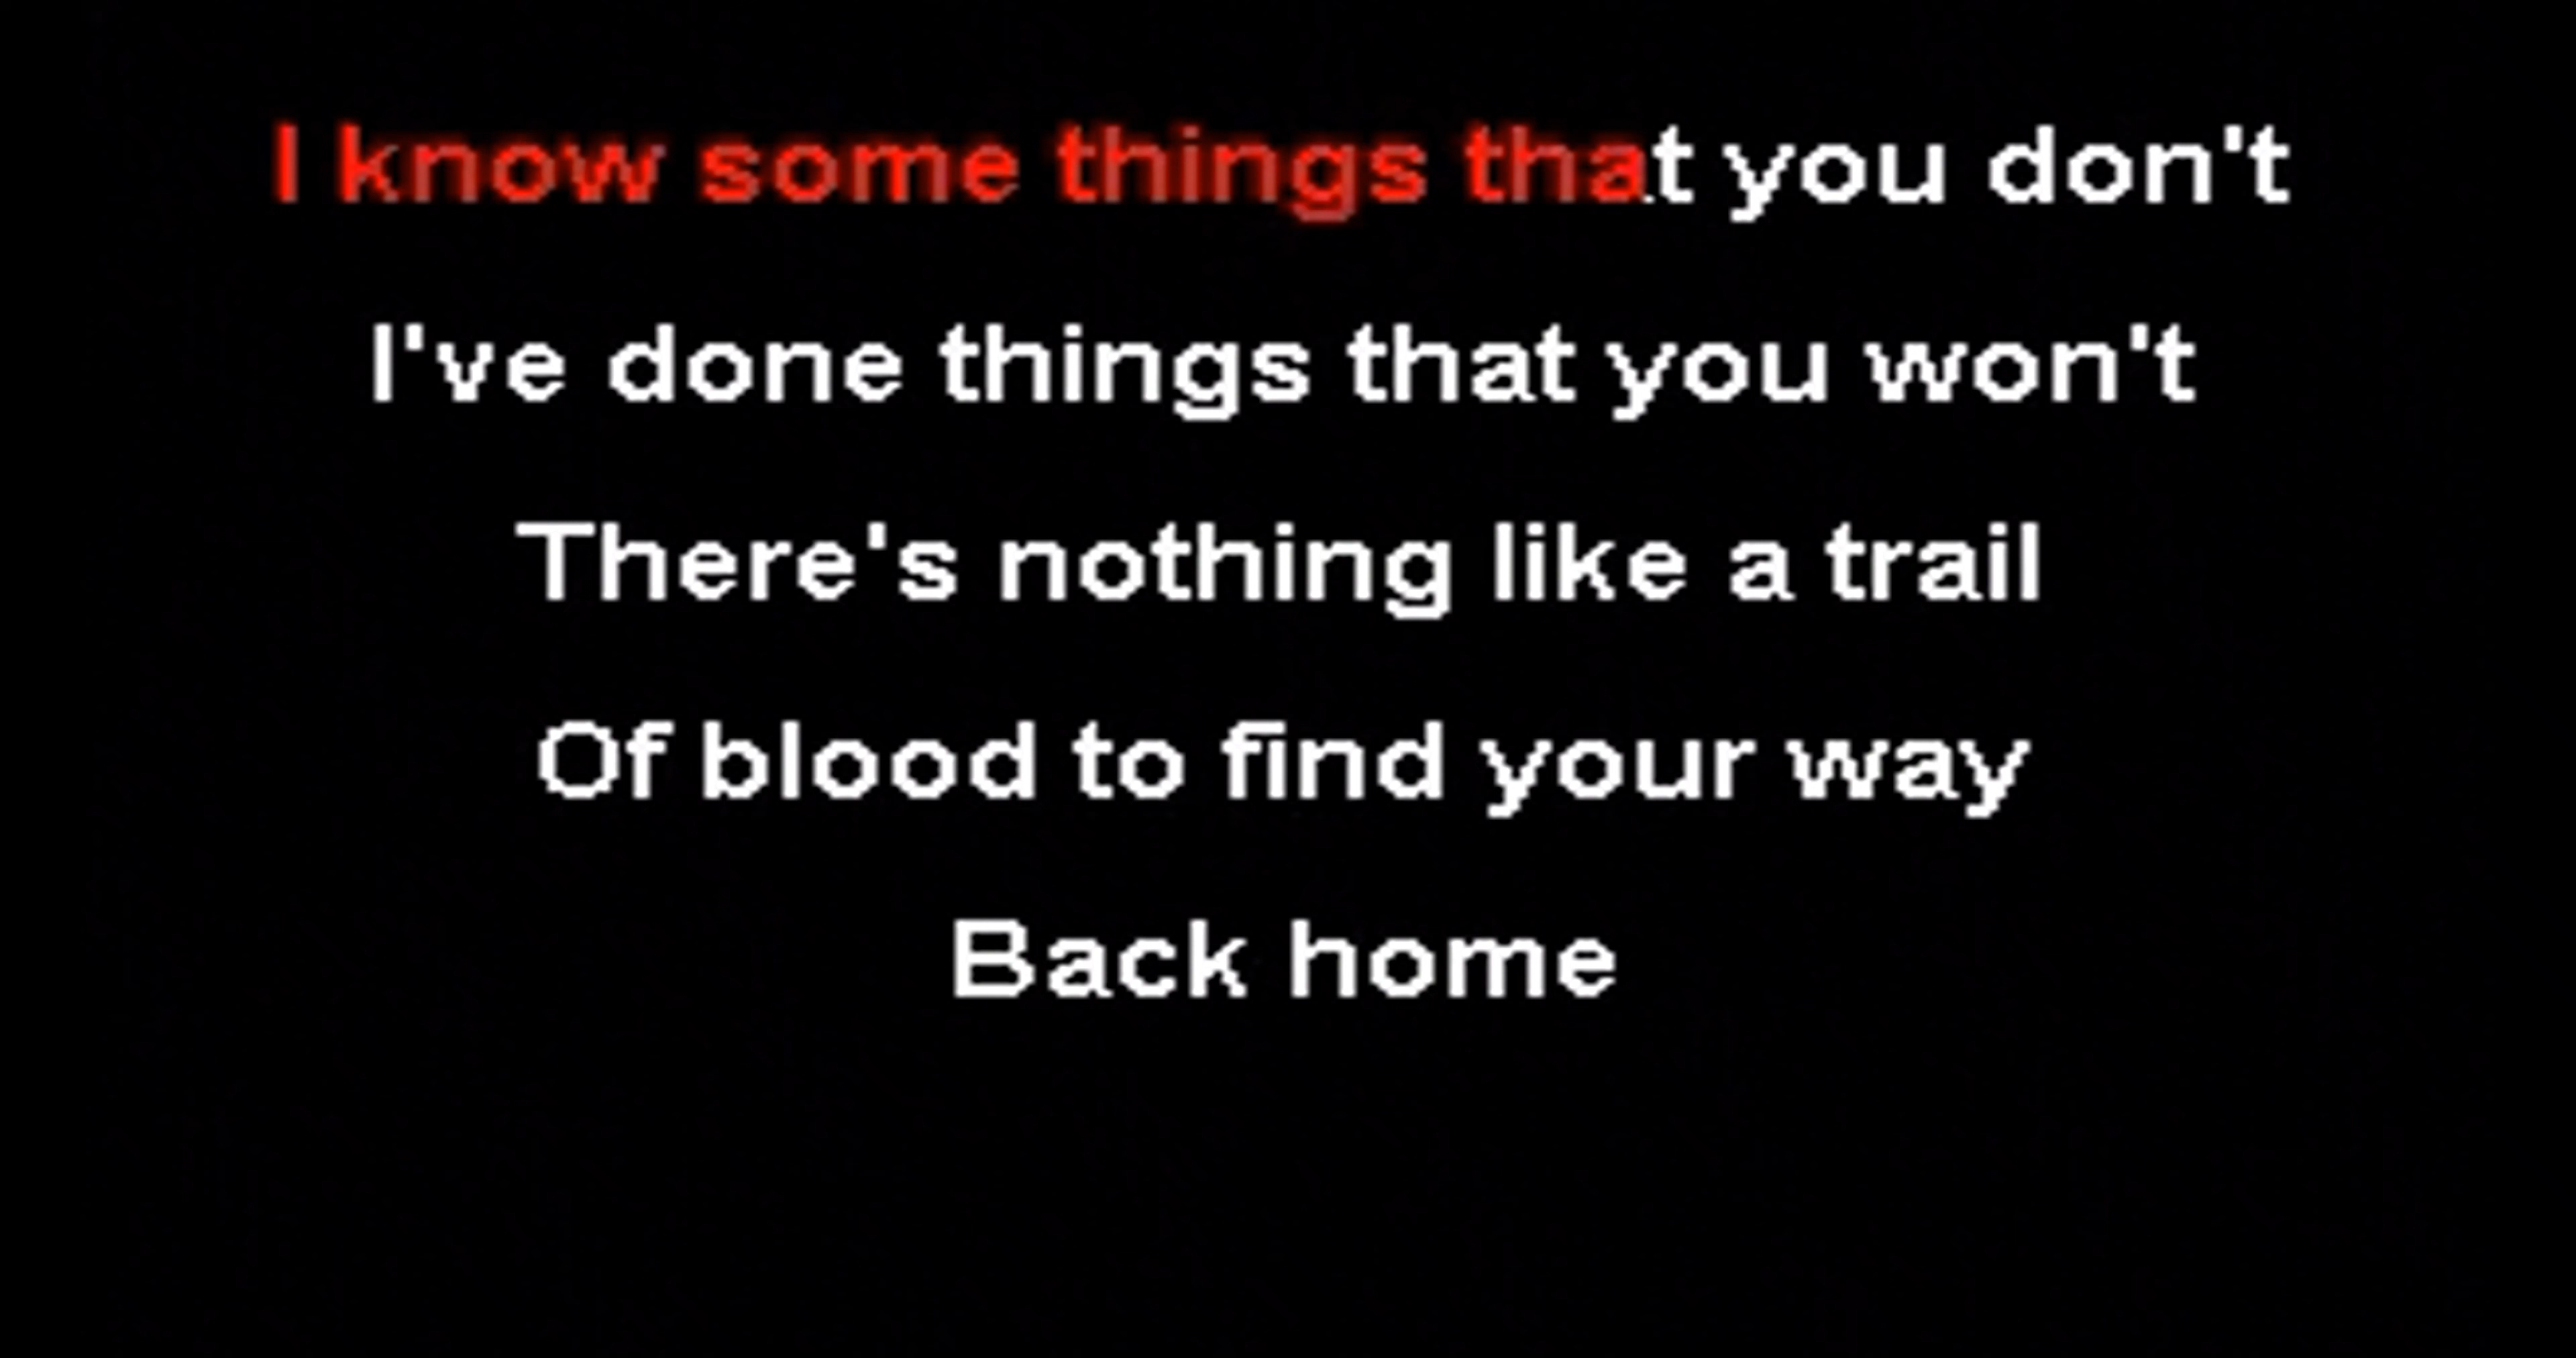 I know some things that you don't
I've done things that you won't
There's nothing like a trail
Of blood to find your way
Back home